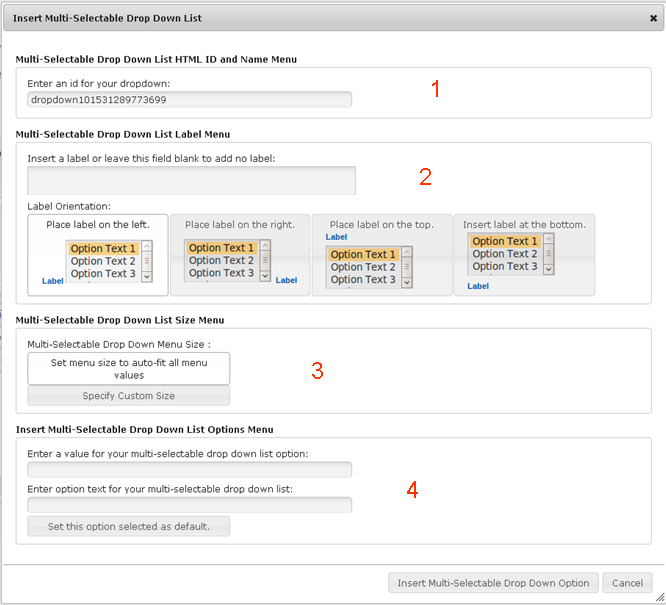 Insert Multi-Selectable Drop Down List
Multi-Selectable Drop Down List HTML ID and Name Menu
Enter an id for your dropdown:
dropdown101531289773699
1
Multi-Selectable Drop Down List Label Menu
Insert a label or leave this field blank to add no label:
2
Label Orientation:
Place label on the left.
Option Text 1
Option Text 2
Option Text 3
Label
Place label on the right.
Option Text 1
Option Text 2
Option Text 3
Label
Place label on the top.
Label
Option Text 1
Option Text 2
Option Text 3
Insert label at the bottom.
Option Text 1
Option Text 2
Option Text 3
Label
Multi-Selectable Drop Down List Size Menu
Multi-Selectable Drop Down Menu Size :
Set menu size to auto-fit all menu
values
3
Specify Custom Size
Insert Multi-Selectable Drop Down List Options Menu
Enter a value for your multi-selectable drop down list option:
Enter option text for your multi-selectable drop down list:
4
Set this option selected as default.
Insert Multi-Selectable Drop Down Option
Cancel